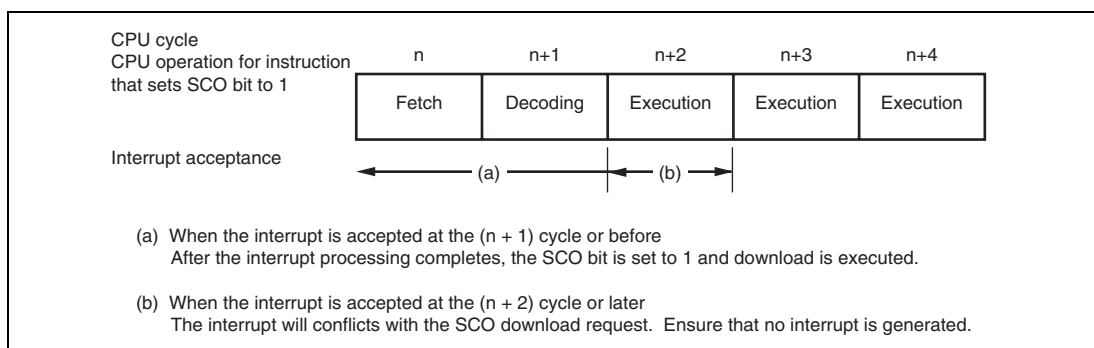 CPU cycle
CPU operation for instruction
that sets SCO bit to 1
n n+1 n+2 n+3 n+4
Fetch Decoding Execution Execution Execution
Interrupt acceptance
(a) (b)
(a) When the interrupt is accepted at the (n + 1) cycle or before
After the interrupt processing completes, the SCO bit is set to 1 and download is executed.
(b) When the interrupt is accepted at the (n + 2) cycle or later
The interrupt will conflicts with the SCO download request. Ensure that no interrupt is generated.